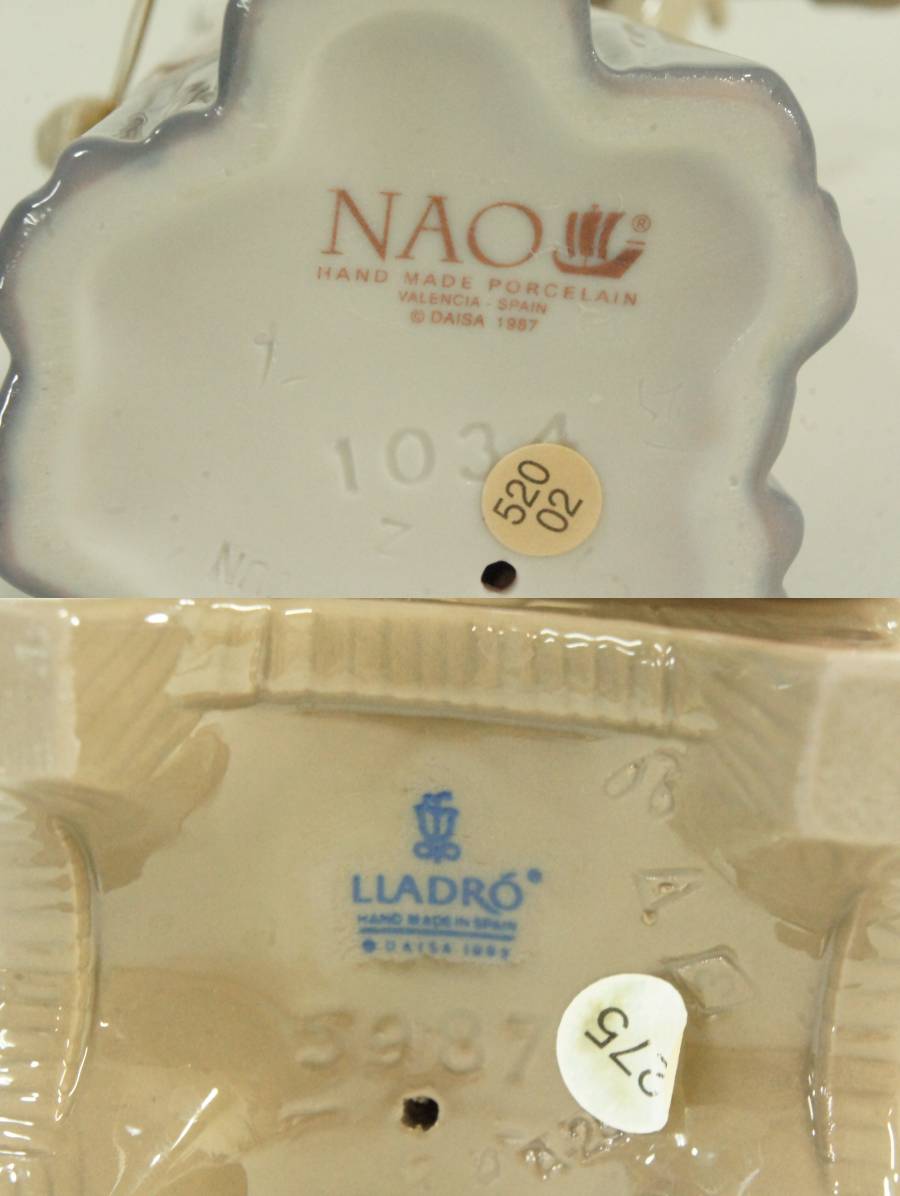 NAO ®
HAND MADE PORCELAIN
VALENCIA - SPAIN
© DAISA 1987
1034
520
02
Z
LLADRÓ
HAND MADE IN SPAIN
DAISA
5987
375